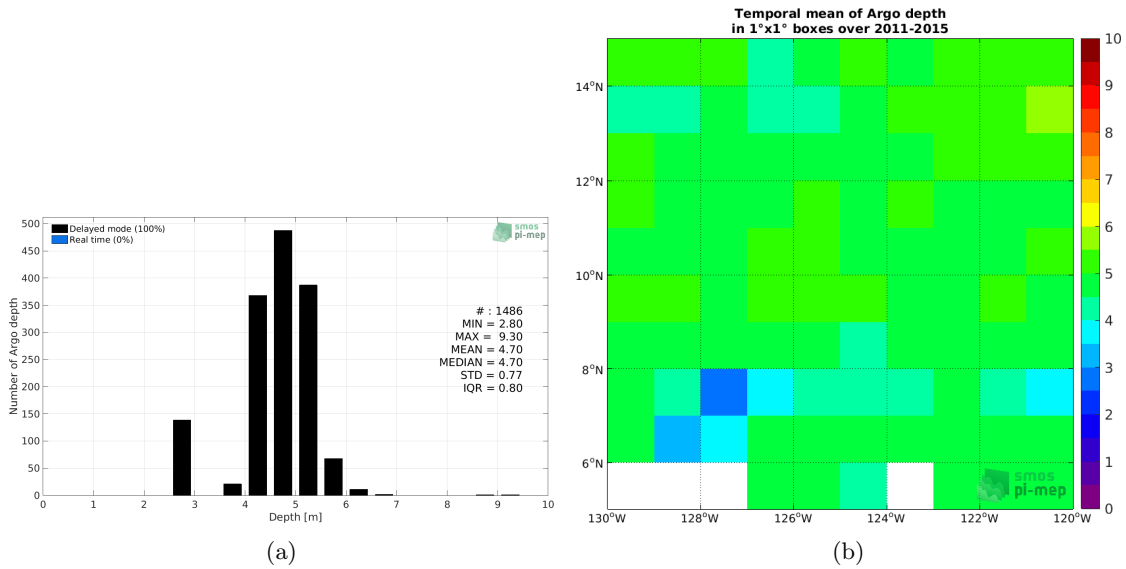 500
450
400
350
300
250
200
150
100
50
0
Number of Argo depth
Delayed mode (100%)
Real time (0%)
smos
pi-mep
# : 1486
MIN = 2.80
MAX = 9.30
MEAN = 4.70
MEDIAN = 4.70
STD = 0.77
IQR = 0.80
0 1 2 3 4 5 6 7 8 9 10
Depth [m]
(a)
Temporal mean of Argo depth
in 1°x1° boxes over 2011-2015
14°N
12°N
10°N
8°N
6°N
130°W 128°W 126°W 124°W 122°W 120°W
smos
pi-mep
10
9
8
7
6
5
4
3
2
1
0
(b)